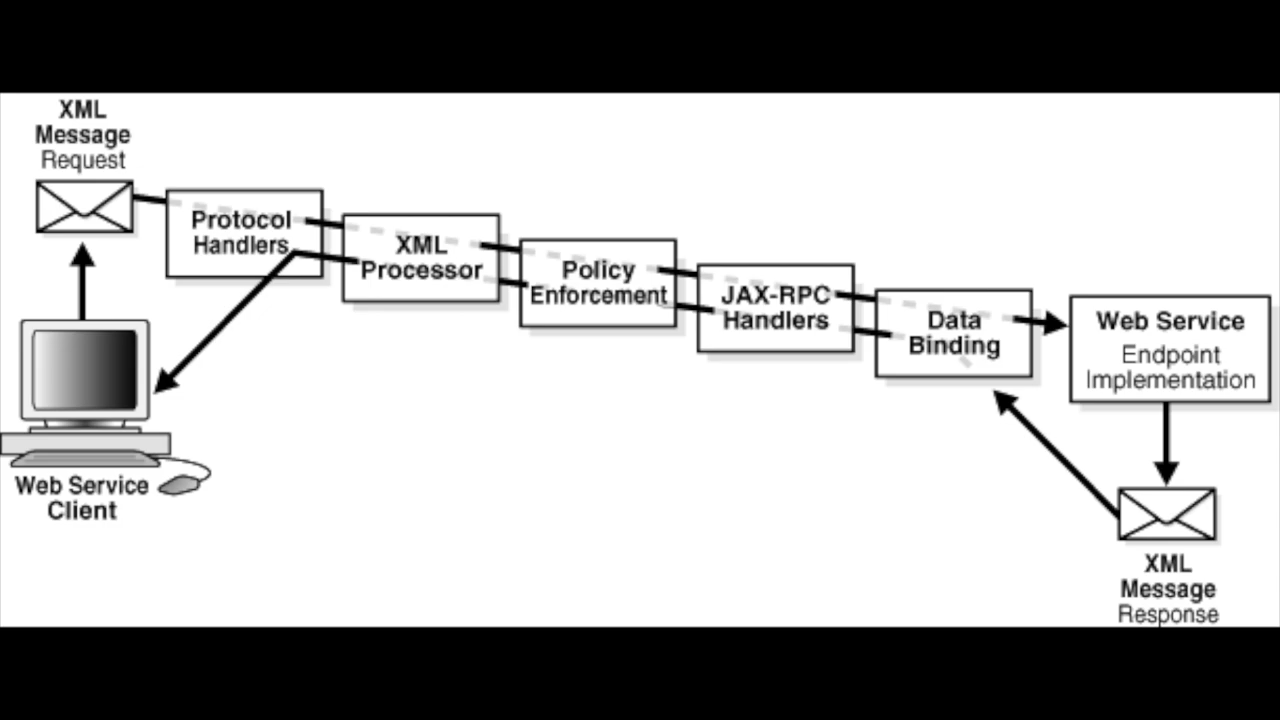 XML
Message
Request
Protocol
Handlers
XML
Processor
Policy
Enforcement
JAX-RPC
Handlers
Data
Binding
Web Service
Endpoint
Implementation
Web Service
Client
XML
Message
Response